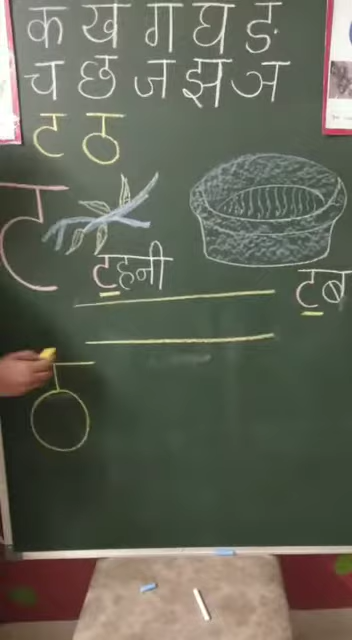 क ख ग घ ङ
च छ ज झ ञ
ट ठ
ट
टहनी
टब
ठ